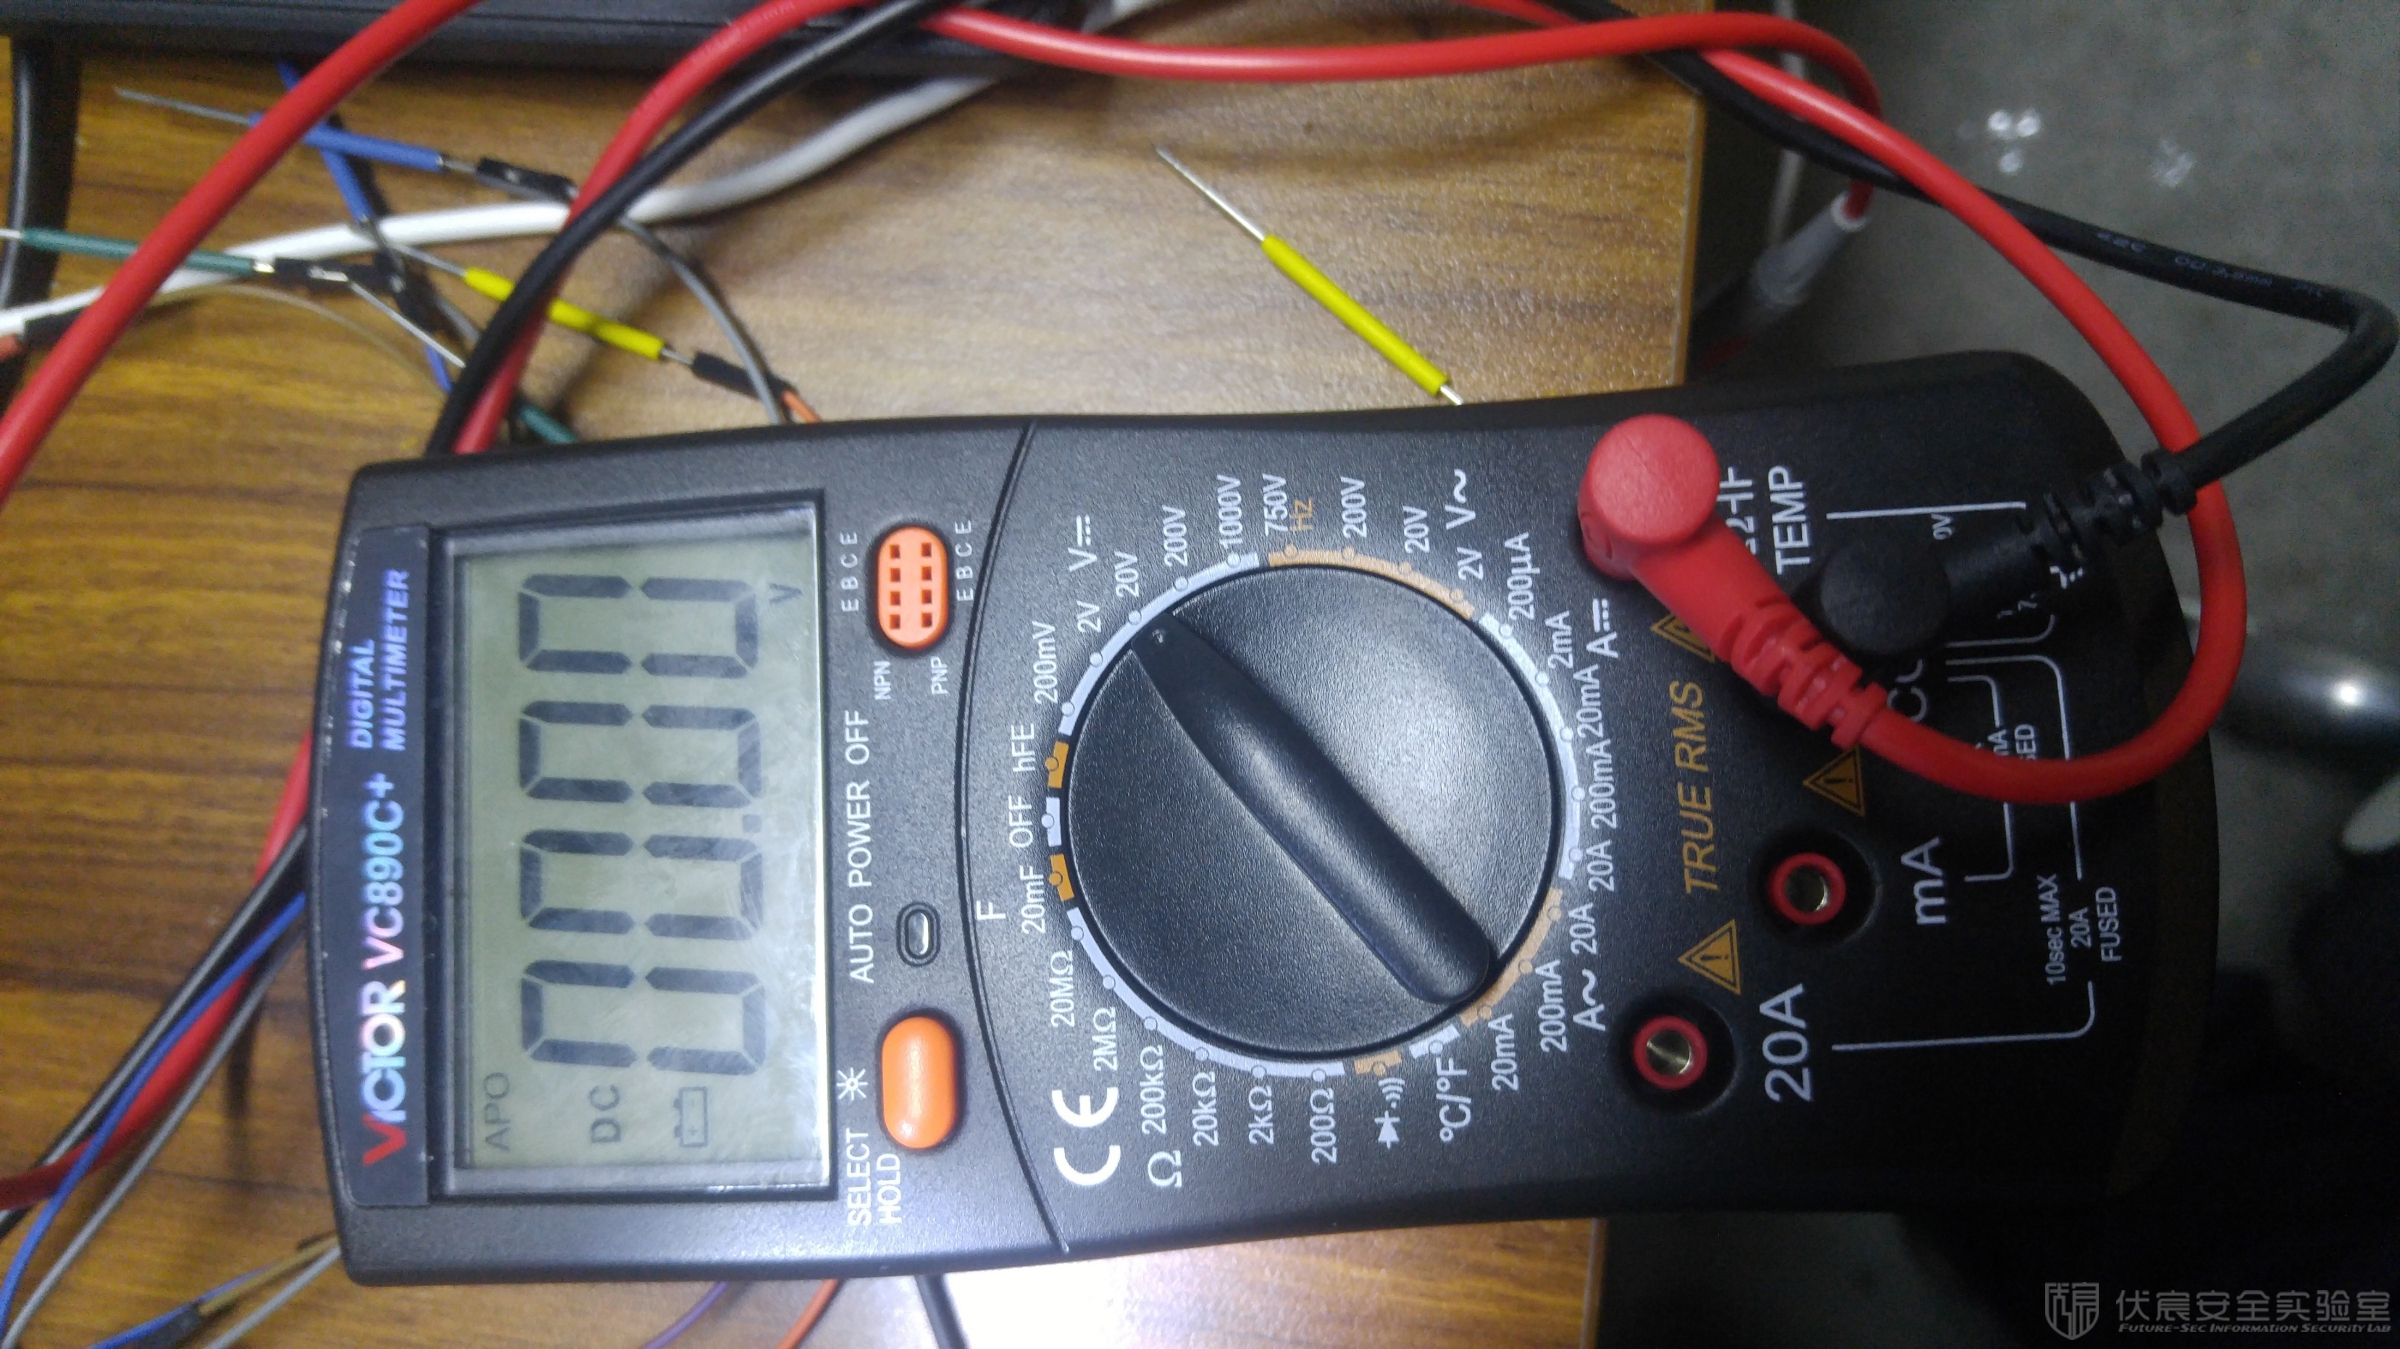 VICTOR VC890C+ DIGITAL MULTIMETER
APO
DC
00.00
V
SELECT
HOLD
AUTO POWER OFF
NPN
E B C E
PNP
E B C E
F
20mF
OFF
hFE
200mV
2V
20V
V⎓
200V
1000V
750V
Hz
200V
20V
2V
V~
200µA
2mA
20mA
200mA
20A
A⎓
20A
200mA
20mA
A~
°C/°F
200Ω
2kΩ
20kΩ
200kΩ
2MΩ
20MΩ
Ω
CE
TRUE RMS
TEMP
mA
20A
10sec MAX
20A
FUSED
伏宸安全实验室
FUTURE-SEC INFORMATION SECURITY LAB